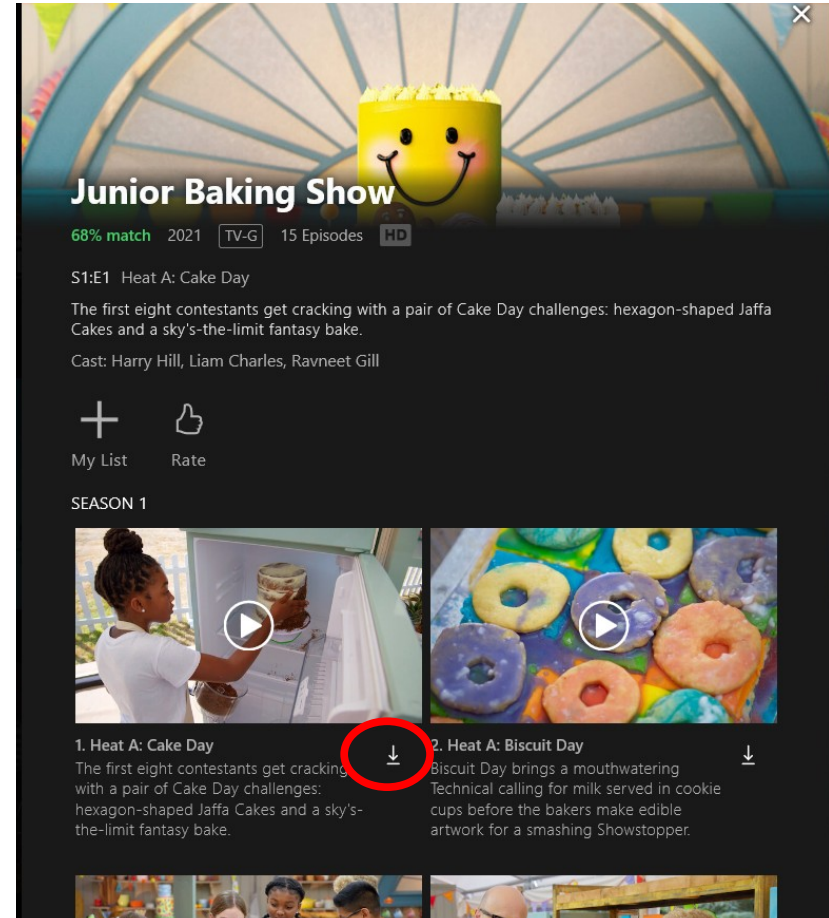 Junior Baking Show
68% match 2021 TV-G 15 Episodes HD
S1:E1 Heat A: Cake Day
The first eight contestants get cracking with a pair of Cake Day challenges: hexagon-shaped Jaffa
Cakes and a sky's-the-limit fantasy bake.
Cast: Harry Hill, Liam Charles, Ravneet Gill
My List Rate
SEASON 1
1. Heat A: Cake Day
The first eight contestants get cracking
with a pair of Cake Day challenges:
hexagon-shaped Jaffa Cakes and a sky's-
the-limit fantasy bake.
2. Heat A: Biscuit Day
Biscuit Day brings a mouthwatering
Technical calling for milk served in cookie
cups before the bakers make edible
artwork for a smashing Showstopper.